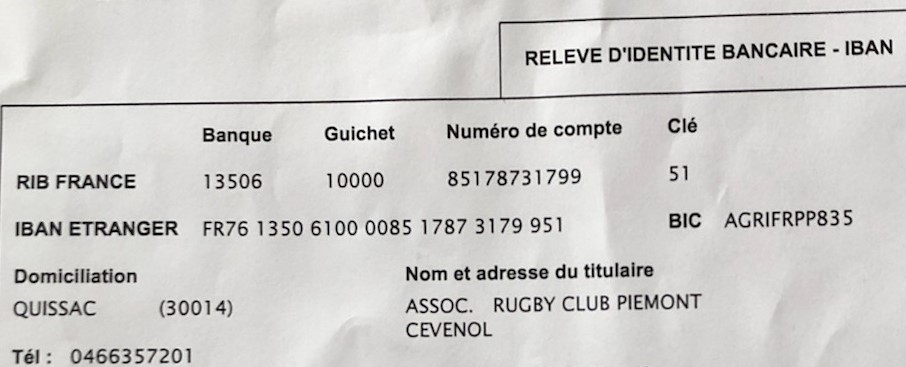 RELEVE D'IDENTITE BANCAIRE - IBAN
Banque Guichet Numéro de compte Clé
RIB FRANCE 13506 10000 85178731799 51
IBAN ETRANGER FR76 1350 6100 0085 1787 3179 951 BIC AGRIFRPP835
Domiciliation Nom et adresse du titulaire
QUISSAC (30014) ASSOC. RUGBY CLUB PIEMONT
CEVENOL
Tél : 0466357201